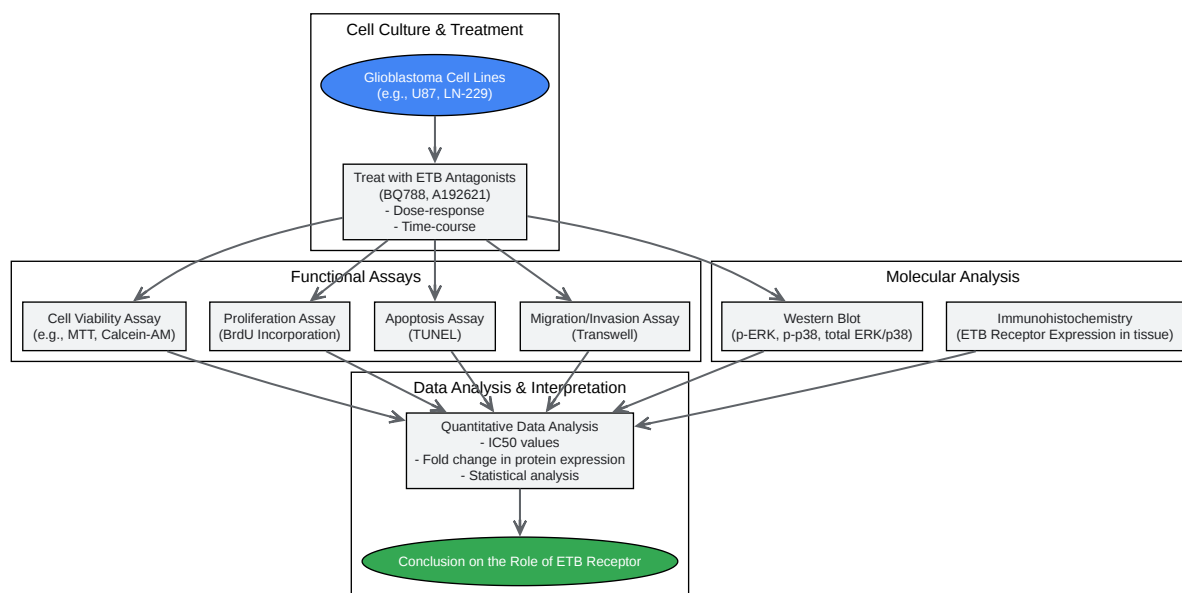 Cell Culture & Treatment
Glioblastoma Cell Lines
(e.g., U87, LN-229)
Treat with ETB Antagonists
(BQ788, A192621)
- Dose-response
- Time-course
Functional Assays
Cell Viability Assay
(e.g., MTT, Calcein-AM)
Proliferation Assay
(BrdU Incorporation)
Apoptosis Assay
(TUNEL)
Migration/Invasion Assay
(Transwell)
Molecular Analysis
Western Blot
(p-ERK, p-p38, total ERK/p38)
Immunohistochemistry
(ETB Receptor Expression in tissue)
Data Analysis & Interpretation
Quantitative Data Analysis
- IC50 values
- Fold change in protein expression
- Statistical analysis
Conclusion on the Role of ETB Receptor